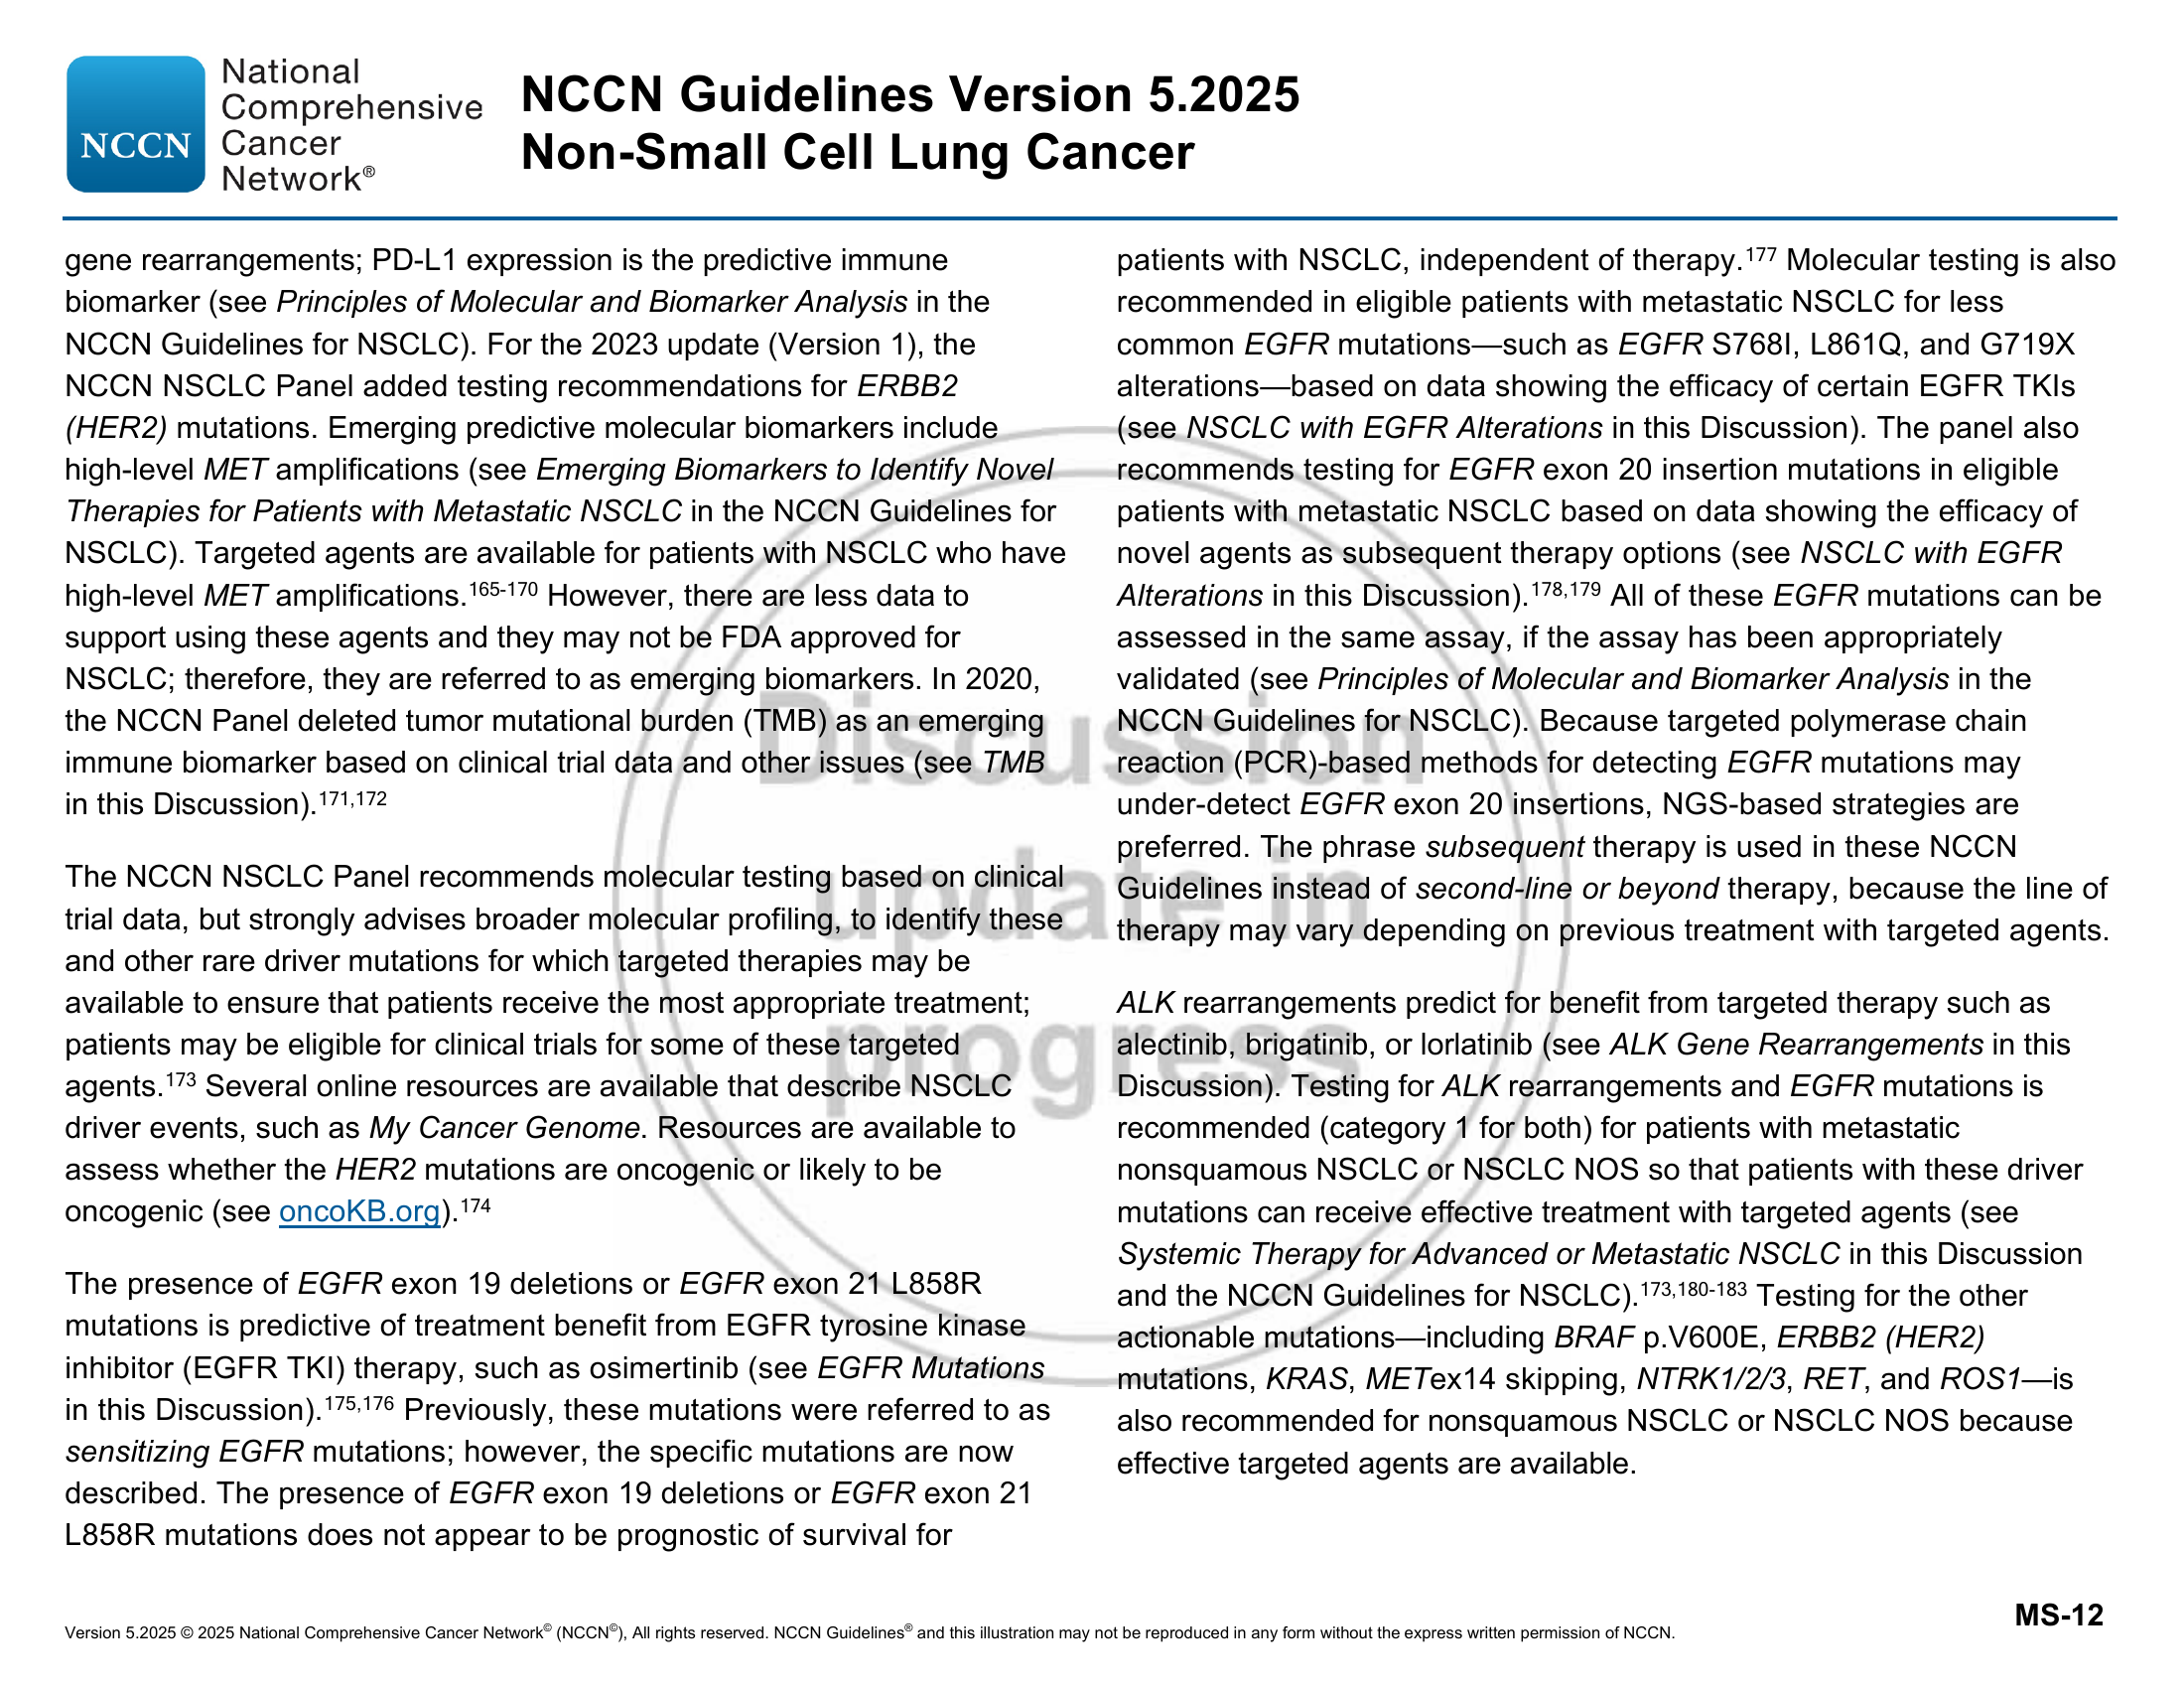 National
Comprehensive
Cancer
Network®
NCCN
NCCN Guidelines Version 5.2025
Non-Small Cell Lung Cancer
gene rearrangements; PD-L1 expression is the predictive immune
biomarker (see Principles of Molecular and Biomarker Analysis in the
NCCN Guidelines for NSCLC). For the 2023 update (Version 1), the
NCCN NSCLC Panel added testing recommendations for ERBB2
(HER2) mutations. Emerging predictive molecular biomarkers include
high-level MET amplifications (see Emerging Biomarkers to Identify Novel
Therapies for Patients with Metastatic NSCLC in the NCCN Guidelines for
NSCLC). Targeted agents are available for patients with NSCLC who have
high-level MET amplifications.165-170 However, there are less data to
support using these agents and they may not be FDA approved for
NSCLC; therefore, they are referred to as emerging biomarkers. In 2020,
the NCCN Panel deleted tumor mutational burden (TMB) as an emerging
immune biomarker based on clinical trial data and other issues (see TMB
in this Discussion).171,172
The NCCN NSCLC Panel recommends molecular testing based on clinical
trial data, but strongly advises broader molecular profiling, to identify these
and other rare driver mutations for which targeted therapies may be
available to ensure that patients receive the most appropriate treatment;
patients may be eligible for clinical trials for some of these targeted
agents.173 Several online resources are available that describe NSCLC
driver events, such as My Cancer Genome. Resources are available to
assess whether the HER2 mutations are oncogenic or likely to be
oncogenic (see oncoKB.org).174
The presence of EGFR exon 19 deletions or EGFR exon 21 L858R
mutations is predictive of treatment benefit from EGFR tyrosine kinase
inhibitor (EGFR TKI) therapy, such as osimertinib (see EGFR Mutations
in this Discussion).175,176 Previously, these mutations were referred to as
sensitizing EGFR mutations; however, the specific mutations are now
described. The presence of EGFR exon 19 deletions or EGFR exon 21
L858R mutations does not appear to be prognostic of survival for
patients with NSCLC, independent of therapy.177 Molecular testing is also
recommended in eligible patients with metastatic NSCLC for less
common EGFR mutations—such as EGFR S768I, L861Q, and G719X
alterations—based on data showing the efficacy of certain EGFR TKIs
(see NSCLC with EGFR Alterations in this Discussion). The panel also
recommends testing for EGFR exon 20 insertion mutations in eligible
patients with metastatic NSCLC based on data showing the efficacy of
novel agents as subsequent therapy options (see NSCLC with EGFR
Alterations in this Discussion).178,179 All of these EGFR mutations can be
assessed in the same assay, if the assay has been appropriately
validated (see Principles of Molecular and Biomarker Analysis in the
NCCN Guidelines for NSCLC). Because targeted polymerase chain
reaction (PCR)-based methods for detecting EGFR mutations may
under-detect EGFR exon 20 insertions, NGS-based strategies are
preferred. The phrase subsequent therapy is used in these NCCN
Guidelines instead of second-line or beyond therapy, because the line of
therapy may vary depending on previous treatment with targeted agents.
ALK rearrangements predict for benefit from targeted therapy such as
alectinib, brigatinib, or lorlatinib (see ALK Gene Rearrangements in this
Discussion). Testing for ALK rearrangements and EGFR mutations is
recommended (category 1 for both) for patients with metastatic
nonsquamous NSCLC or NSCLC NOS so that patients with these driver
mutations can receive effective treatment with targeted agents (see
Systemic Therapy for Advanced or Metastatic NSCLC in this Discussion
and the NCCN Guidelines for NSCLC).173,180-183 Testing for the other
actionable mutations—including BRAF p.V600E, ERBB2 (HER2)
mutations, KRAS, METex14 skipping, NTRK1/2/3, RET, and ROS1—is
also recommended for nonsquamous NSCLC or NSCLC NOS because
effective targeted agents are available.
Discussion
update in
progress
MS-12
Version 5.2025 © 2025 National Comprehensive Cancer Network© (NCCN©), All rights reserved. NCCN Guidelines® and this illustration may not be reproduced in any form without the express written permission of NCCN.